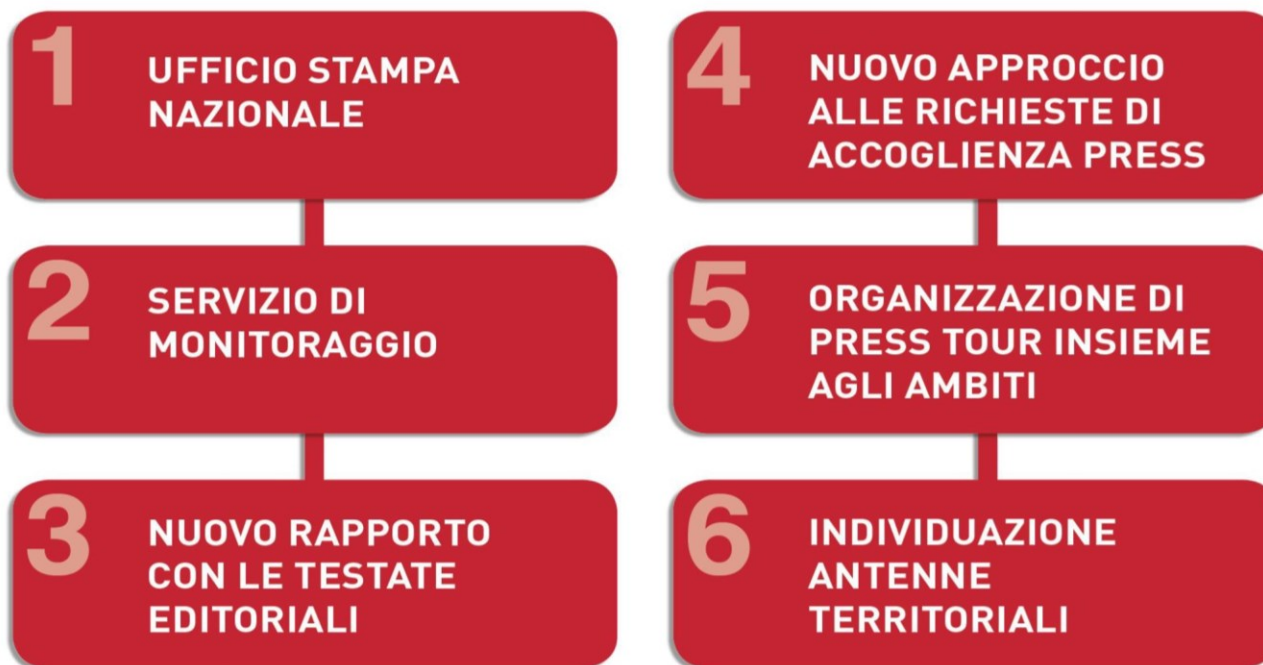 1
UFFICIO STAMPA
NAZIONALE
2
SERVIZIO DI
MONITORAGGIO
3
NUOVO RAPPORTO
CON LE TESTATE
EDITORIALI
4
NUOVO APPROCCIO
ALLE RICHIESTE DI
ACCOGLIENZA PRESS
5
ORGANIZZAZIONE DI
PRESS TOUR INSIEME
AGLI AMBITI
6
INDIVIDUAZIONE
ANTENNE
TERRITORIALI